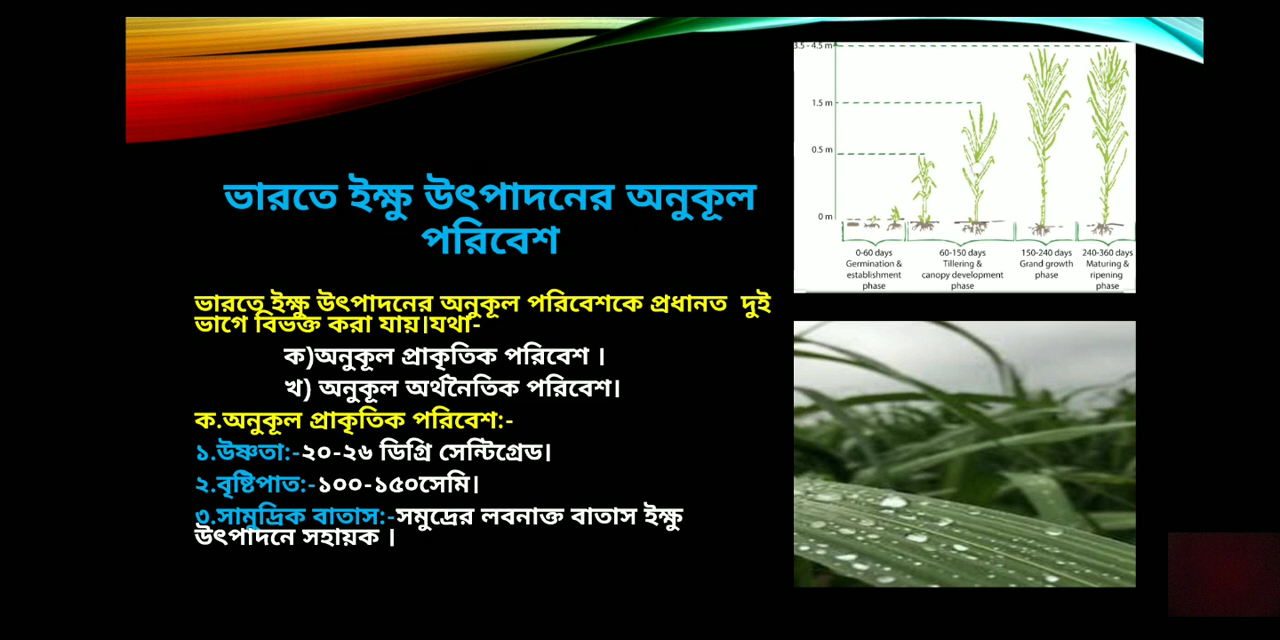 ভারতে ইক্ষু উৎপাদনের অনুকূল
পরিবেশ
ভারতে ইক্ষু উৎপাদনের অনুকূল পরিবেশকে প্রধানত দুই
ভাগে বিভক্ত করা যায়।যথা-
ক)অনুকূল প্রাকৃতিক পরিবেশ ।
খ) অনুকূল অর্থনৈতিক পরিবেশ।
ক.অনুকূল প্রাকৃতিক পরিবেশ:-
১.উষ্ণতা:-২০-২৬ ডিগ্রি সেন্টিগ্রেড।
২.বৃষ্টিপাত:-১০০-১৫০সেমি।
৩.সামুদ্রিক বাতাস:-সমুদ্রের লবনাক্ত বাতাস ইক্ষু
উৎপাদনে সহায়ক ।
3.5 - 4.5 m
1.5 m
0.5 m
0 m
0-60 days
Germination &
establishment
phase
60-150 days
Tillering &
canopy development
phase
150-240 days
Grand growth
phase
240-360 days
Maturing &
ripening
phase